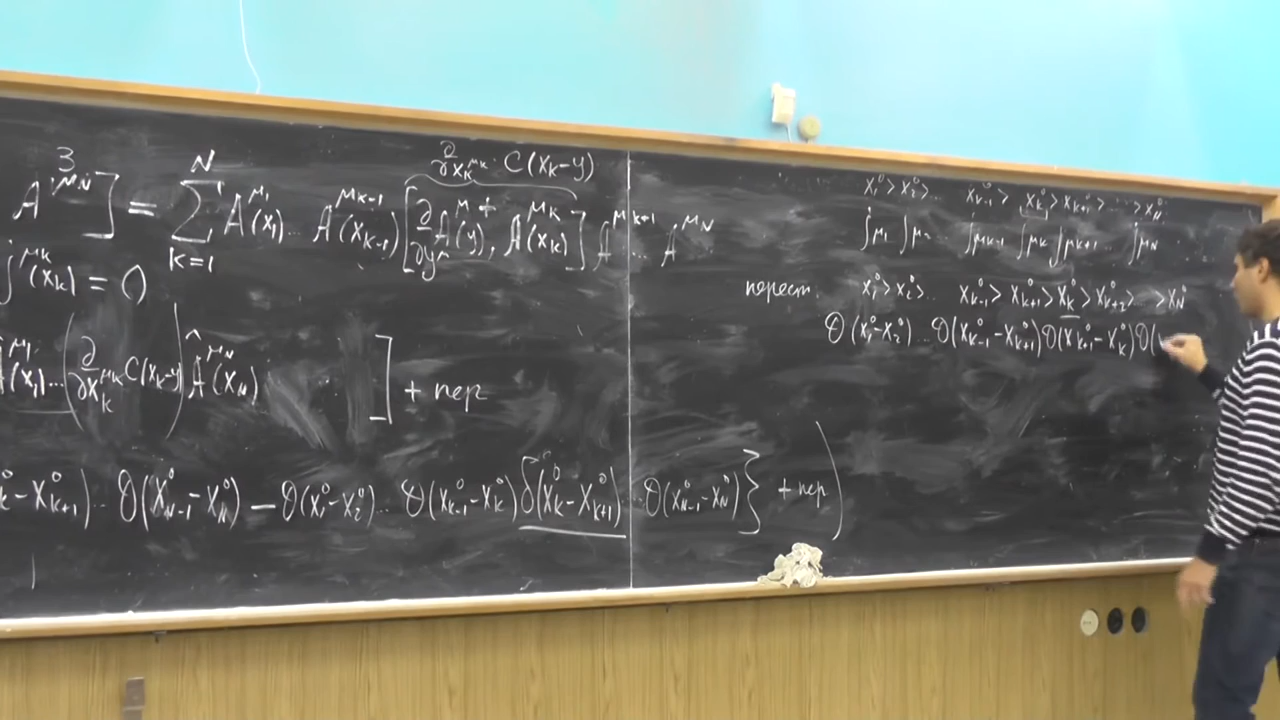 3
∂/∂x_k^{μ_k} C(x_k−y)
A^{μ_N}] = ∑_{k=1}^{N} A^{μ_1}(x_1)... A^{μ_{k-1}}(x_{k-1}) [∂/∂y^μ A^{μ+}(y), A^{μ_k}(x_k)] A^{μ_{k+1}} ... A^{μ_N}
j^{μ_k}(x_k) = 0
A^{μ_1}(x_1)... (∂/∂x_k^{μ_k} C(x_k−y)) Â^{μ_N}(x_N) ] + пер
−x_{k+1}^0)... θ(x_{N-1}^0−x_N^0) − θ(x_1^0−x_2^0)... θ(x_{k-1}^0−x_k^0) δ(x_k^0−x_{k+1}^0) ... θ(x_{N-1}^0−x_N^0)} + пер)
x_1^0 > x_2^0 > ... x_{k-1}^0 > x_k^0 > x_{k+1}^0 > ... > x_N^0
j^{μ_1} j^{μ_2} ... j^{μ_{k-1}} j^{μ_k} j^{μ_{k+1}} ... j^{μ_N}
перест. x_1^0 > x_2^0 > ... x_{k-1}^0 > x_{k+1}^0 > x_k^0 > x_{k+2}^0 ... > x_N^0
θ(x_1^0−x_2^0) ... θ(x_{k-1}^0−x_{k+1}^0) θ(x_{k+1}^0−x_k^0) θ(